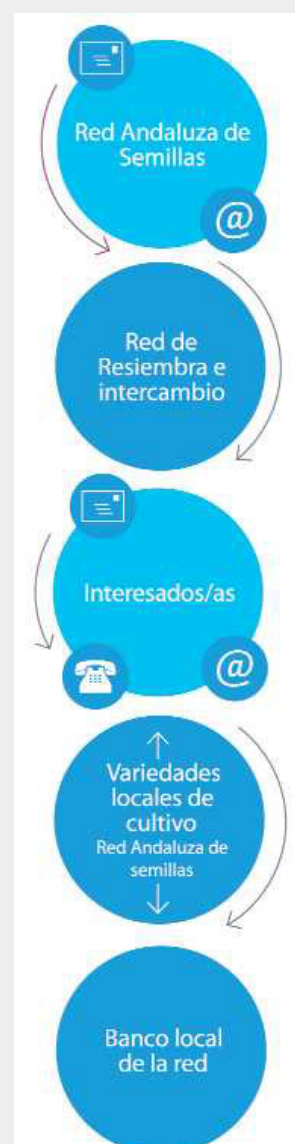 Red Andaluza de
Semillas
@
Red de
Resiembra e
intercambio
Interesados/as
@
Variedades
locales de
cultivo
Red Andaluza de
semillas
Banco local
de la red